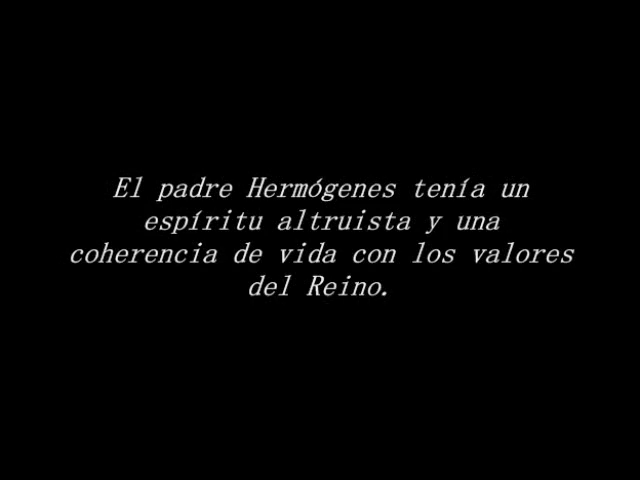 El padre Hermógenes tenía un
espíritu altruista y una
coherencia de vida con los valores
del Reino.